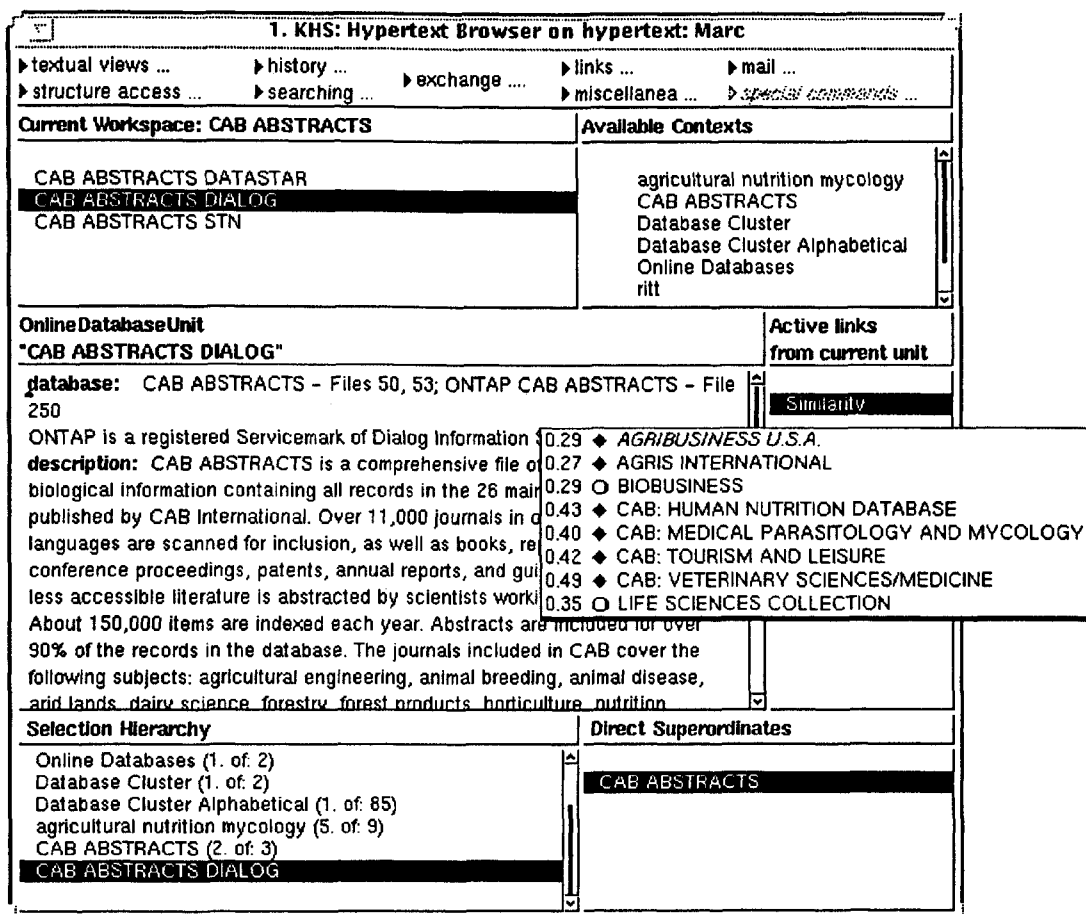 1. KHS: Hypertext Browser on hypertext: Marc
textual views ... history ... exchange .... links ... mail ...
structure access ... searching ... miscellanea ... special commands ...
Current Workspace: CAB ABSTRACTS
CAB ABSTRACTS DATASTAR
CAB ABSTRACTS DIALOG
CAB ABSTRACTS STN
Available Contexts
agricultural nutrition mycology
CAB ABSTRACTS
Database Cluster
Database Cluster Alphabetical
Online Databases
ritt
OnlineDatabaseUnit
"CAB ABSTRACTS DIALOG"
database: CAB ABSTRACTS - Files 50, 53; ONTAP CAB ABSTRACTS - File
250
ONTAP is a registered Servicemark of Dialog Information
description: CAB ABSTRACTS is a comprehensive file
biological information containing all records in the 26
published by CAB International. Over 11,000 journals in
languages are scanned for inclusion, as well as books,
conference proceedings, patents, annual reports, and
less accessible literature is abstracted by scientists
About 150,000 items are indexed each year. Abstracts are included for over
90% of the records in the database. The journals included in CAB cover the
following subjects: agricultural engineering, animal breeding, animal disease,
arid lands, dairy science, forestry, forest products, horticulture, nutrition
Active links
from current unit
Similarity
0.29 ◆ AGRIBUSINESS U.S.A.
0.27 ◆ AGRIS INTERNATIONAL
0.29 O BIOBUSINESS
0.43 ◆ CAB: HUMAN NUTRITION DATABASE
0.40 ◆ CAB: MEDICAL PARASITOLOGY AND MYCOLOGY
0.42 ◆ CAB: TOURISM AND LEISURE
0.49 ◆ CAB: VETERINARY SCIENCES/MEDICINE
0.35 O LIFE SCIENCES COLLECTION
Selection Hierarchy
Online Databases (1. of: 2)
Database Cluster (1. of: 2)
Database Cluster Alphabetical (1. of: 85)
agricultural nutrition mycology (5. of: 9)
CAB ABSTRACTS (2. of: 3)
CAB ABSTRACTS DIALOG
Direct Superordinates
CAB ABSTRACTS